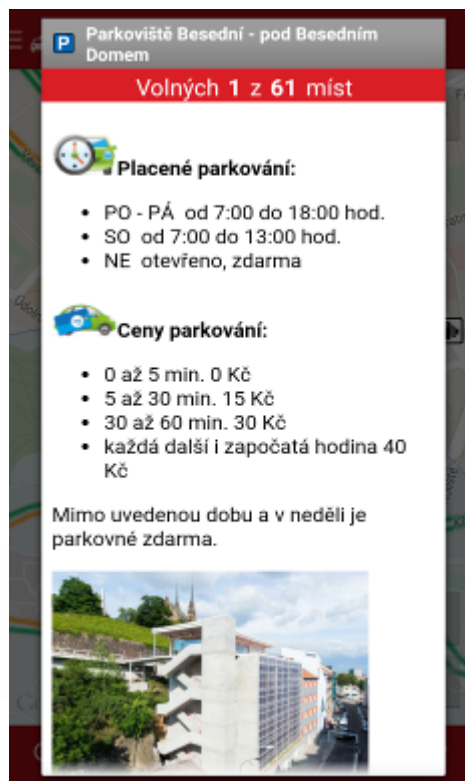 Parkoviště Besední - pod Besedním
Domem
Volných 1 z 61 míst
Placené parkování:
• PO - PÁ od 7:00 do 18:00 hod.
• SO od 7:00 do 13:00 hod.
• NE otevřeno, zdarma
Ceny parkování:
• 0 až 5 min. 0 Kč
• 5 až 30 min. 15 Kč
• 30 až 60 min. 30 Kč
• každá další i započatá hodina 40
Kč
Mimo uvedenou dobu a v neděli je
parkovné zdarma.